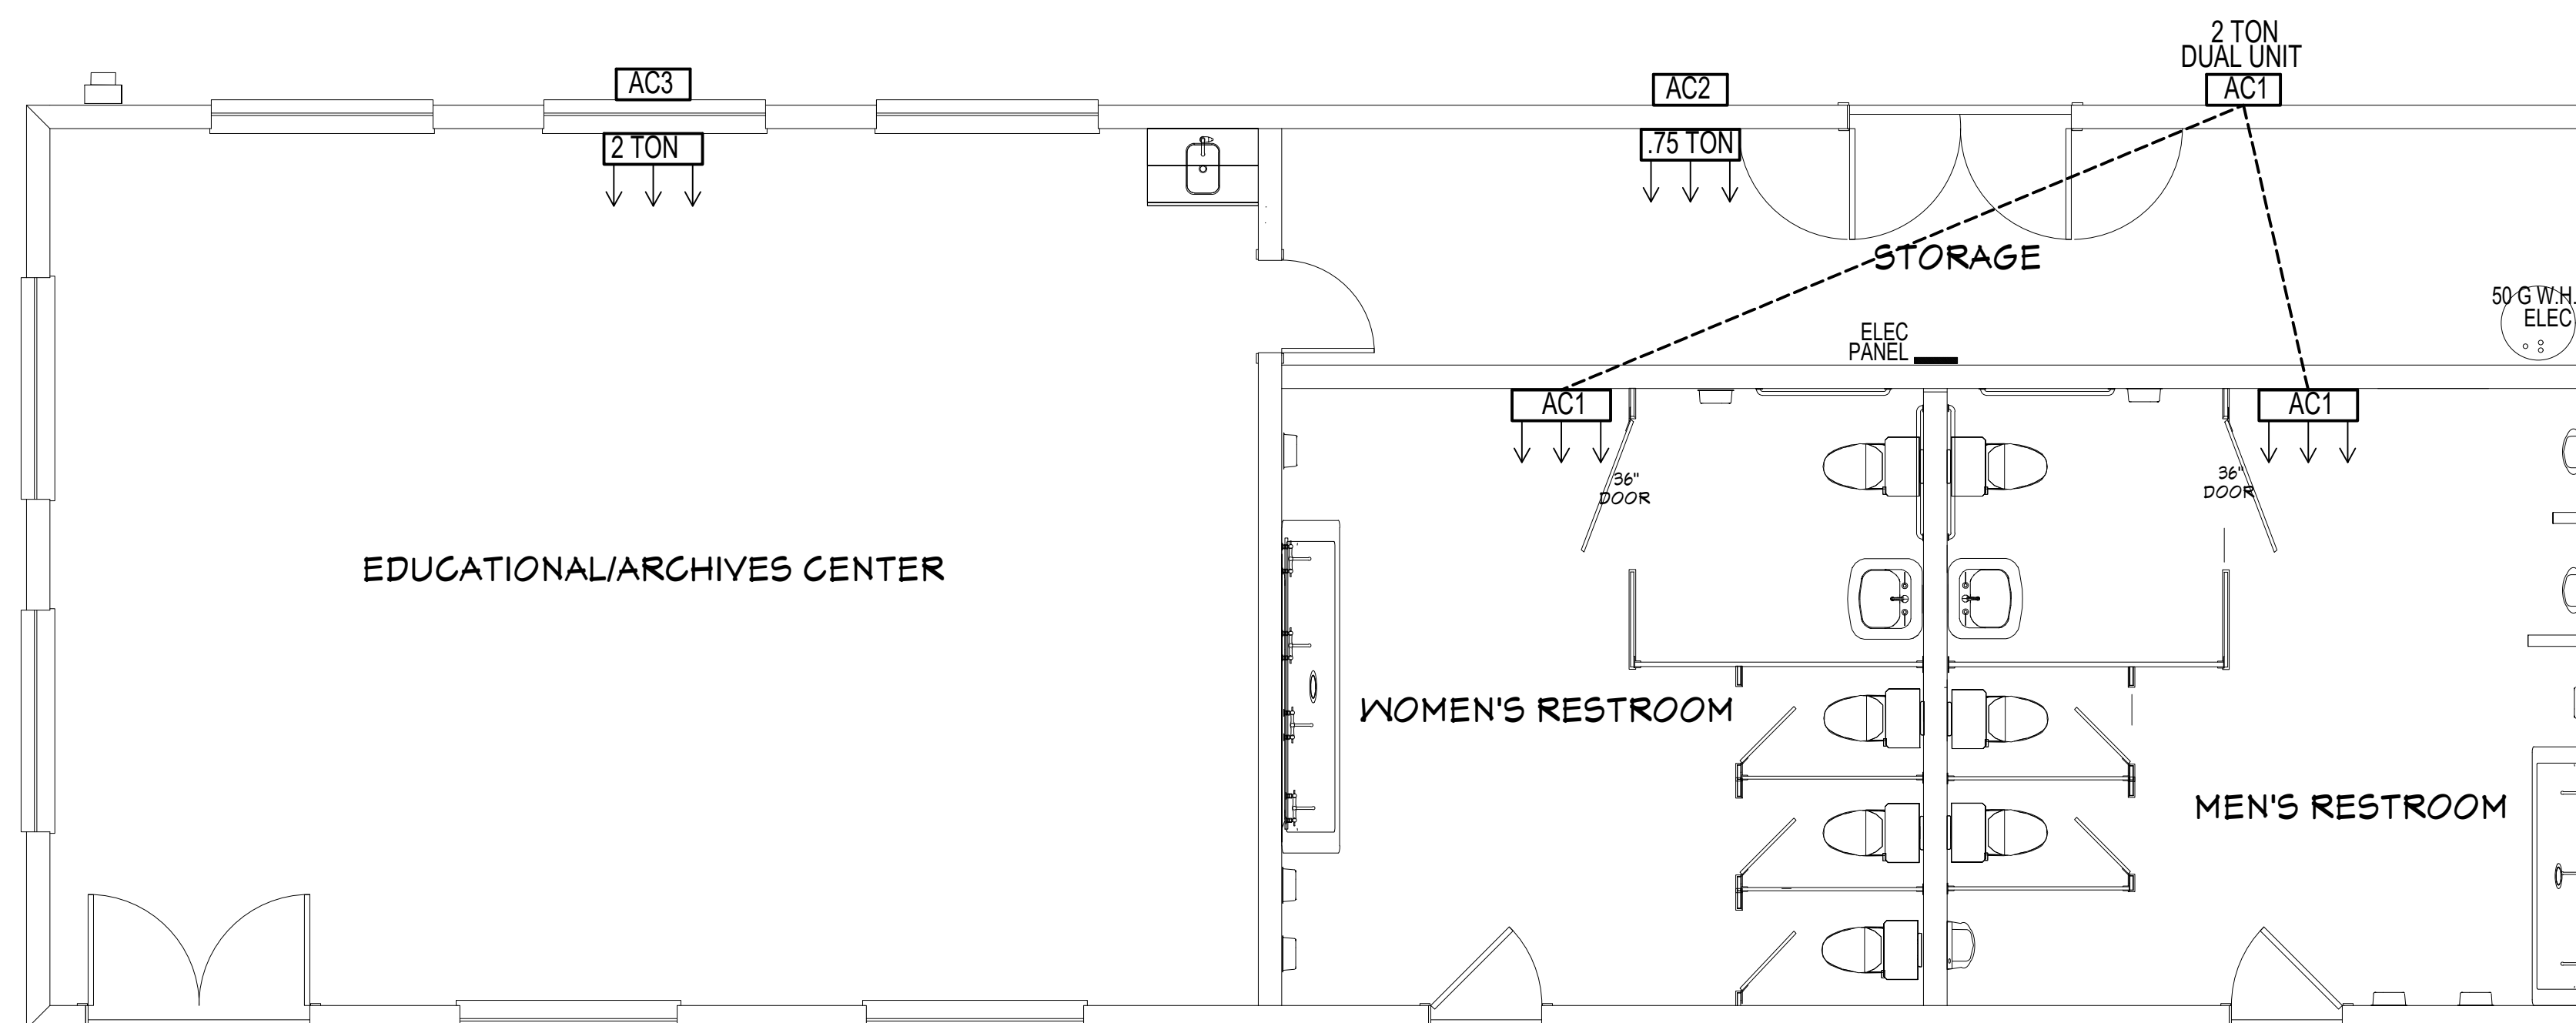 2 TON
DUAL UNIT
AC3
AC2
AC1
2 TON
.75 TON
STORAGE
50 G W.H.
ELEC
ELEC
PANEL
AC1
AC1
36"
DOOR
36"
DOOR
EDUCATIONAL/ARCHIVES CENTER
WOMEN'S RESTROOM
MEN'S RESTROOM